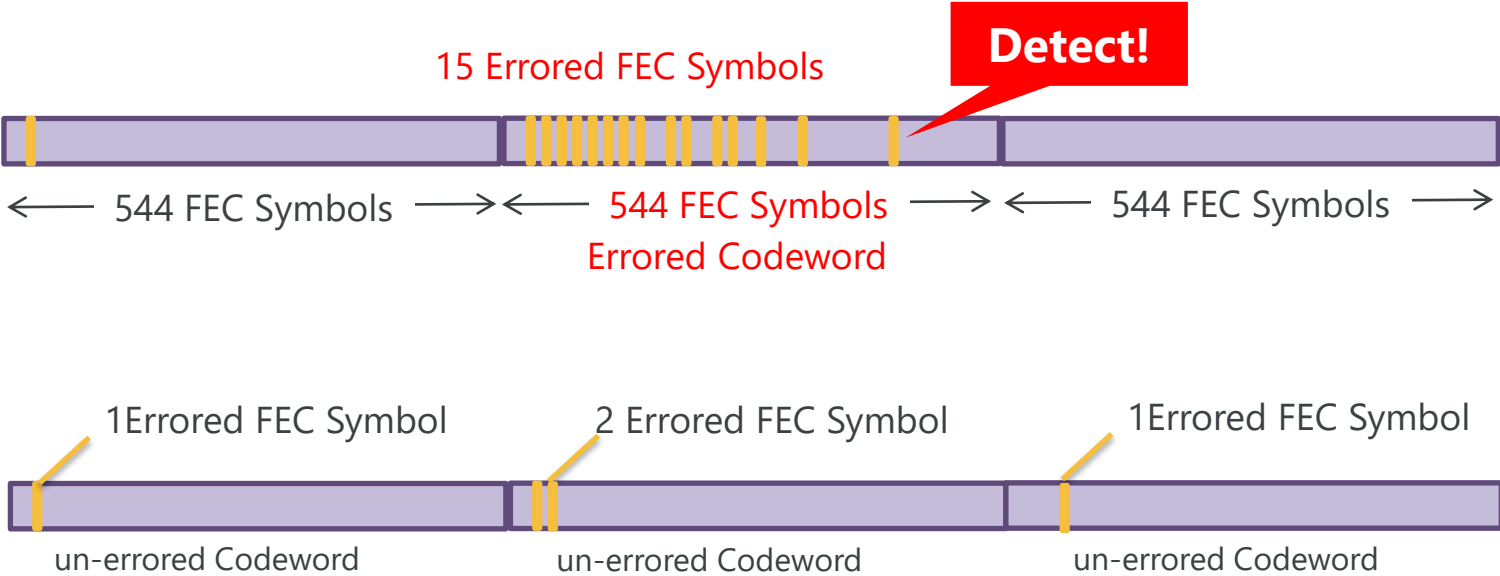 Detect!
15 Errored FEC Symbols
544 FEC Symbols
544 FEC Symbols
544 FEC Symbols
Errored Codeword
1Errored FEC Symbol
2 Errored FEC Symbol
1Errored FEC Symbol
un-errored Codeword
un-errored Codeword
un-errored Codeword